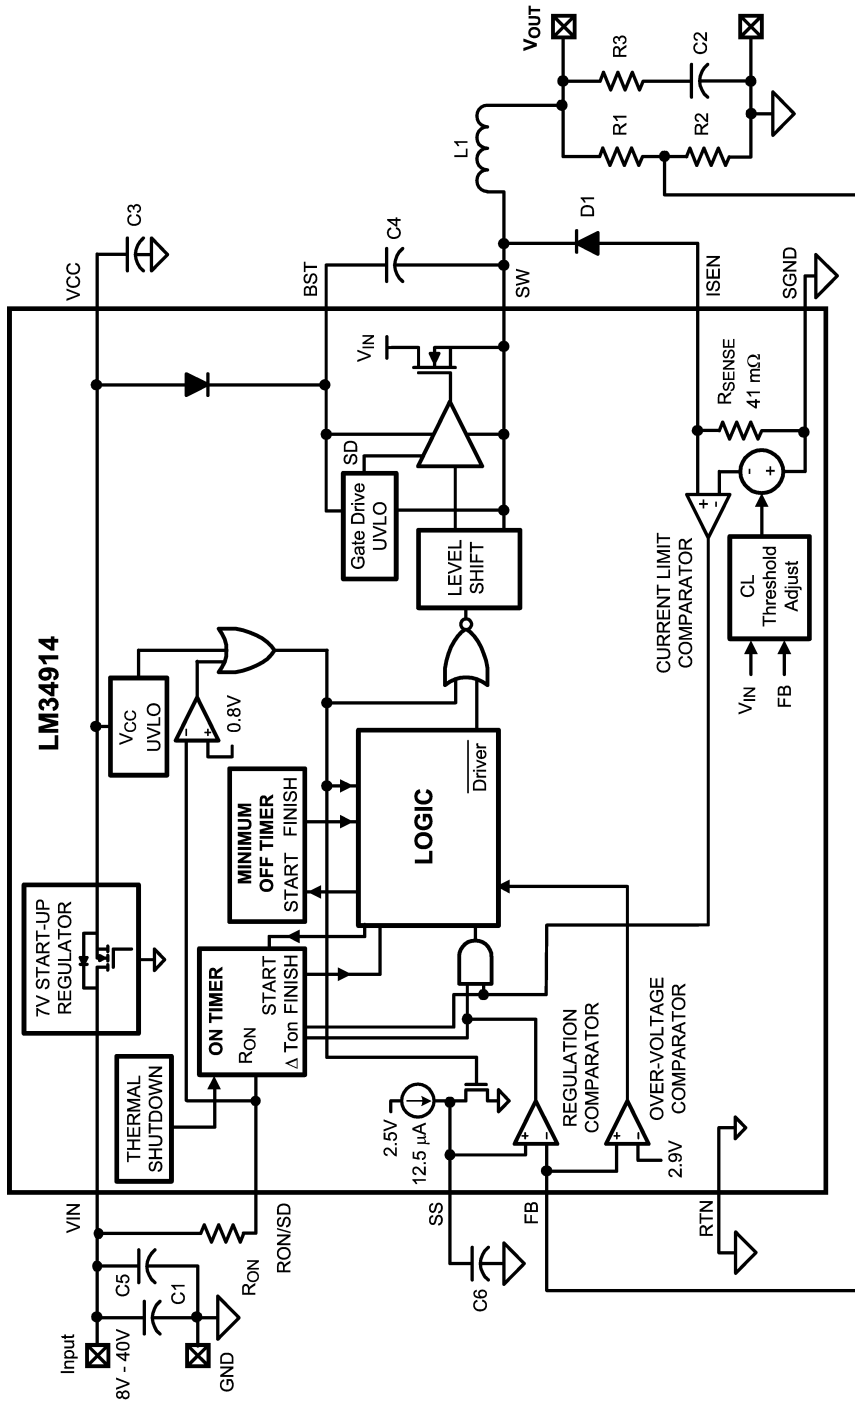 LM34914
Input
8V - 40V
GND
C5
C1
VIN
RON
RON/SD
7V START-UP
REGULATOR
THERMAL
SHUTDOWN
VCC
C3
VCC
UVLO
-
+
0.8V
ON TIMER
RON
START
Δ Ton FINISH
MINIMUM
OFF TIMER
START FINISH
LOGIC
Driver
Gate Drive
UVLO
SD
LEVEL
SHIFT
VIN
BST
C4
SW
L1
D1
VOUT
R3
C2
R1
R2
ISEN
SGND
RSENSE
41 mΩ
+
-
-
+
CURRENT LIMIT
COMPARATOR
CL
Threshold
Adjust
VIN
FB
2.5V
12.5 µA
SS
C6
FB
+
-
REGULATION
COMPARATOR
+
-
OVER-VOLTAGE
COMPARATOR
2.9V
RTN